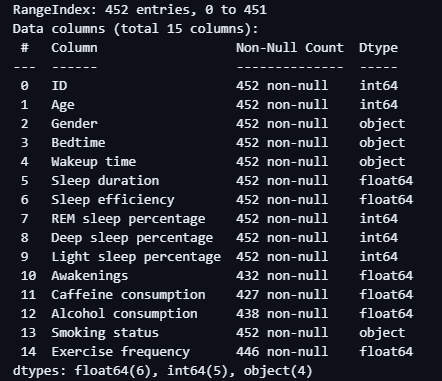 RangeIndex: 452 entries, 0 to 451
Data columns (total 15 columns):
 #   Column                  Non-Null Count  Dtype
---  ------                  --------------  -----
 0   ID                      452 non-null    int64
 1   Age                     452 non-null    int64
 2   Gender                  452 non-null    object
 3   Bedtime                 452 non-null    object
 4   Wakeup time             452 non-null    object
 5   Sleep duration          452 non-null    float64
 6   Sleep efficiency        452 non-null    float64
 7   REM sleep percentage    452 non-null    int64
 8   Deep sleep percentage   452 non-null    int64
 9   Light sleep percentage  452 non-null    int64
 10  Awakenings              432 non-null    float64
 11  Caffeine consumption    427 non-null    float64
 12  Alcohol consumption     438 non-null    float64
 13  Smoking status          452 non-null    object
 14  Exercise frequency      446 non-null    float64
dtypes: float64(6), int64(5), object(4)